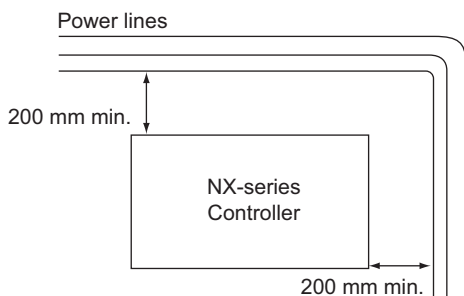 Power lines
200 mm min.
NX-series
Controller
200 mm min.